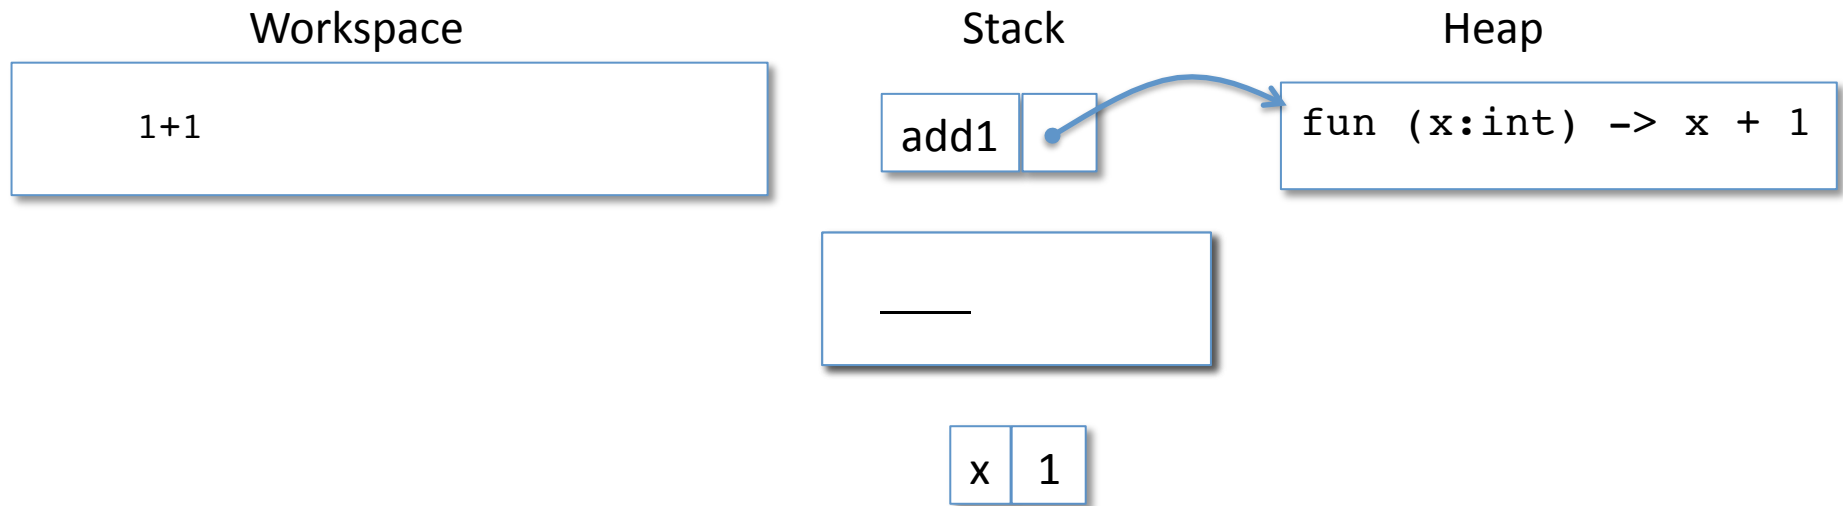 Workspace
Stack
Heap
1+1
add1
fun (x:int) -> x + 1
x 1